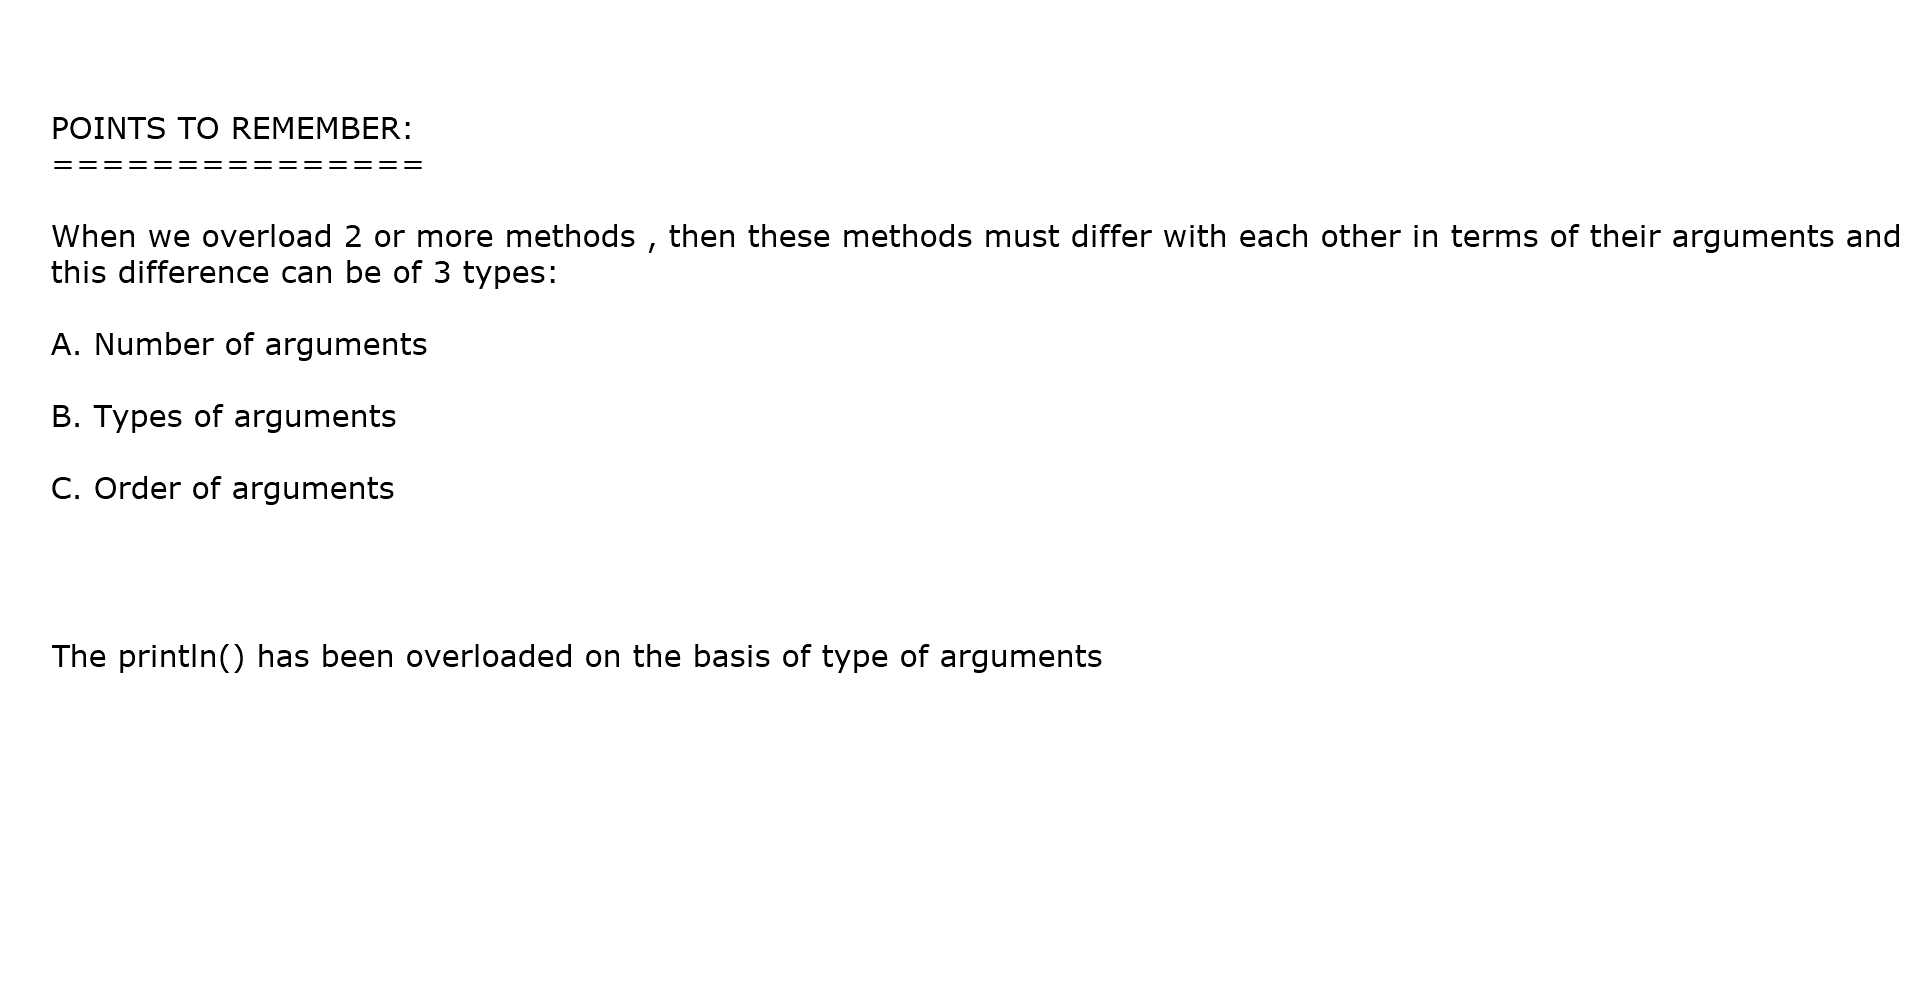 POINTS TO REMEMBER:
===============
When we overload 2 or more methods , then these methods must differ with each other in terms of their arguments and
this difference can be of 3 types:
A. Number of arguments
B. Types of arguments
C. Order of arguments
The println() has been overloaded on the basis of type of arguments